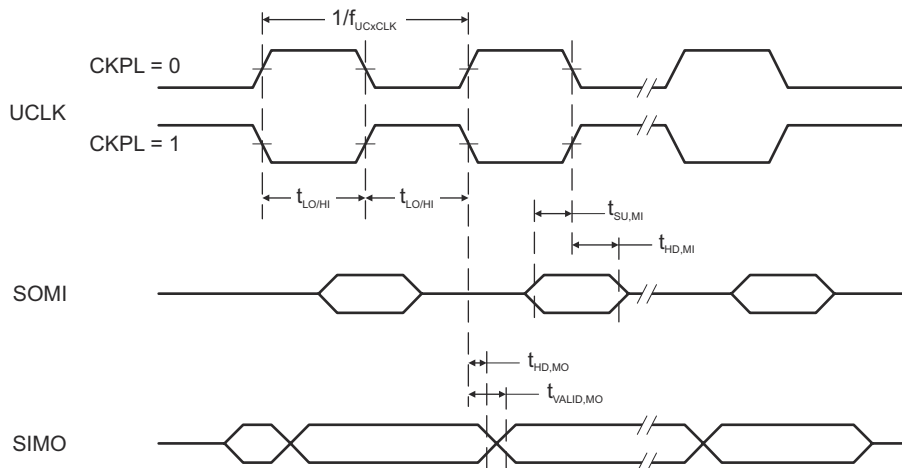 1/fUCxCLK
CKPL = 0
UCLK
CKPL = 1
tLO/HI tLO/HI tSU,MI
tHD,MI
SOMI
tHD,MO
tVALID,MO
SIMO